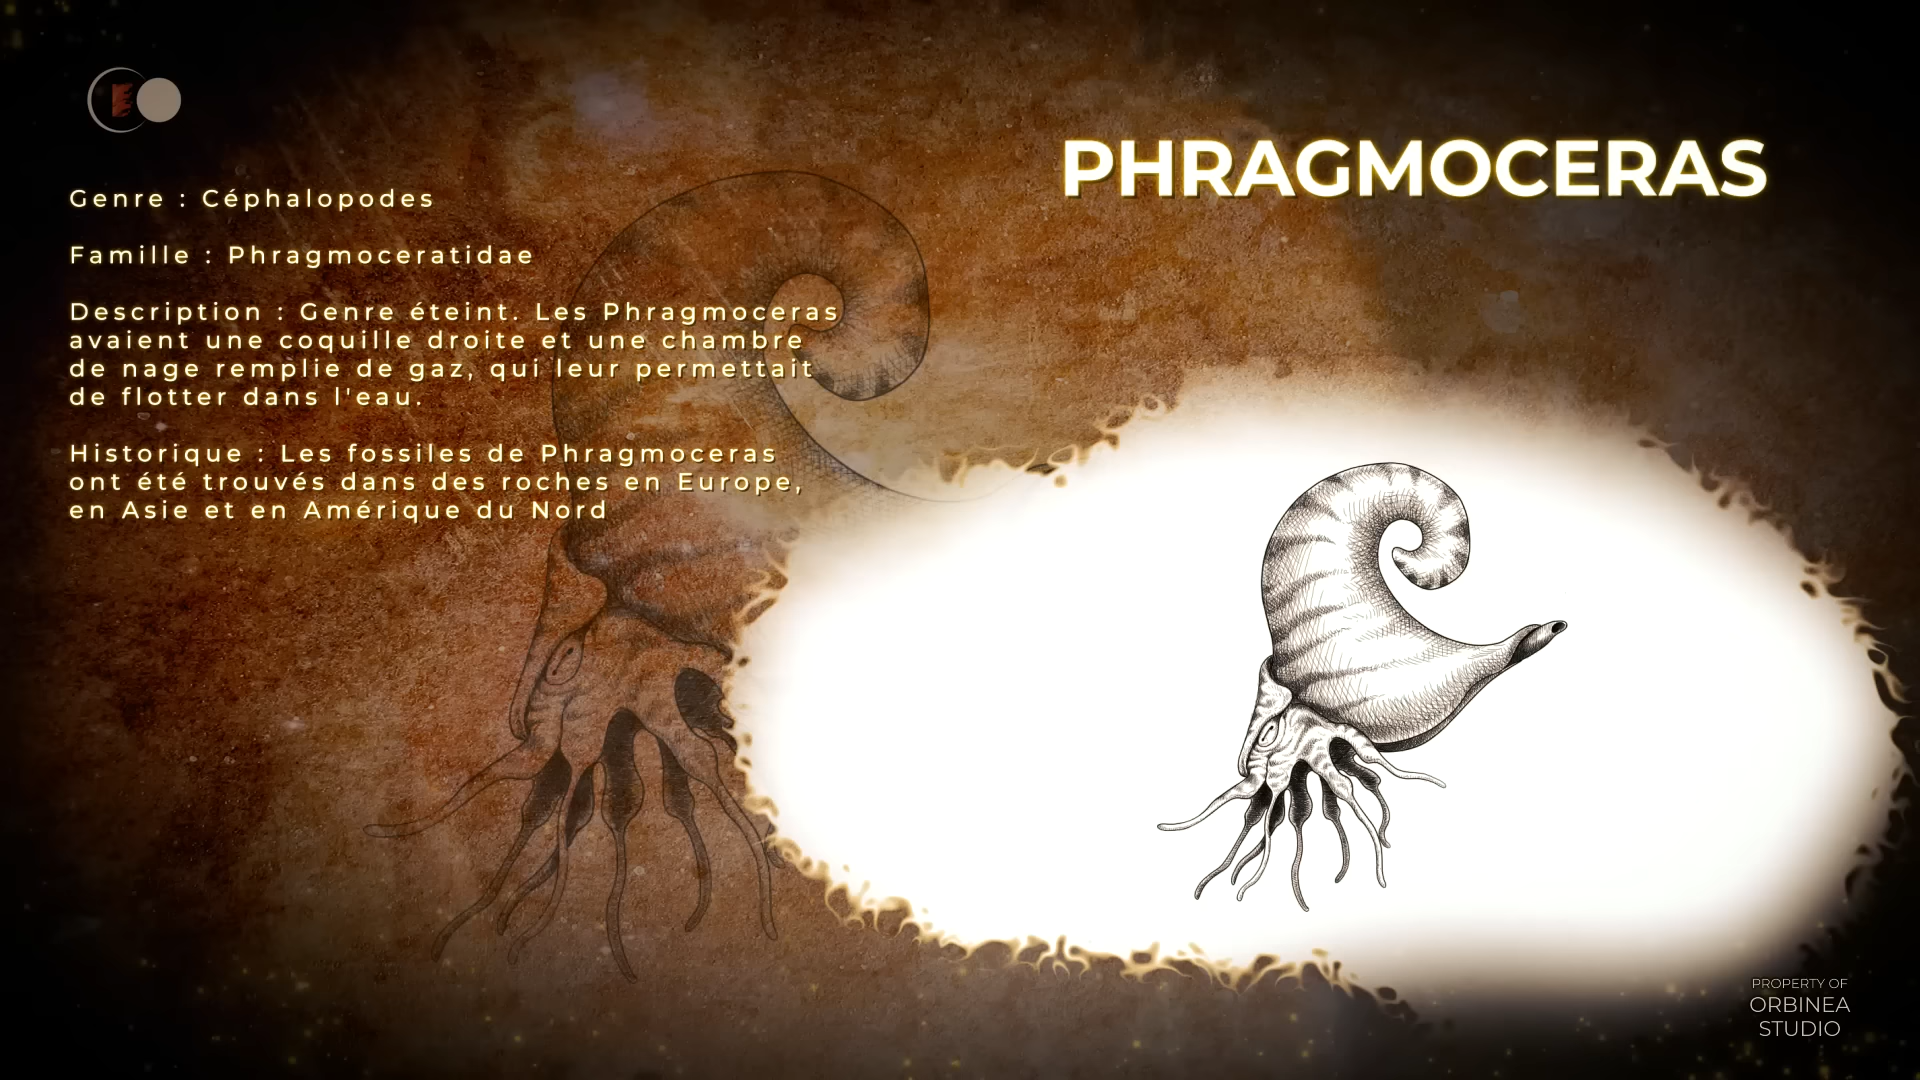 PHRAGMOCERAS
Genre : Céphalopodes
Famille : Phragmoceratidae
Description : Genre éteint. Les Phragmoceras
avaient une coquille droite et une chambre
de nage remplie de gaz, qui leur permettait
de flotter dans l'eau.
Historique : Les fossiles de Phragmoceras
ont été trouvés dans des roches en Europe,
en Asie et en Amérique du Nord
PROPERTY OF
ORBINEA
STUDIO